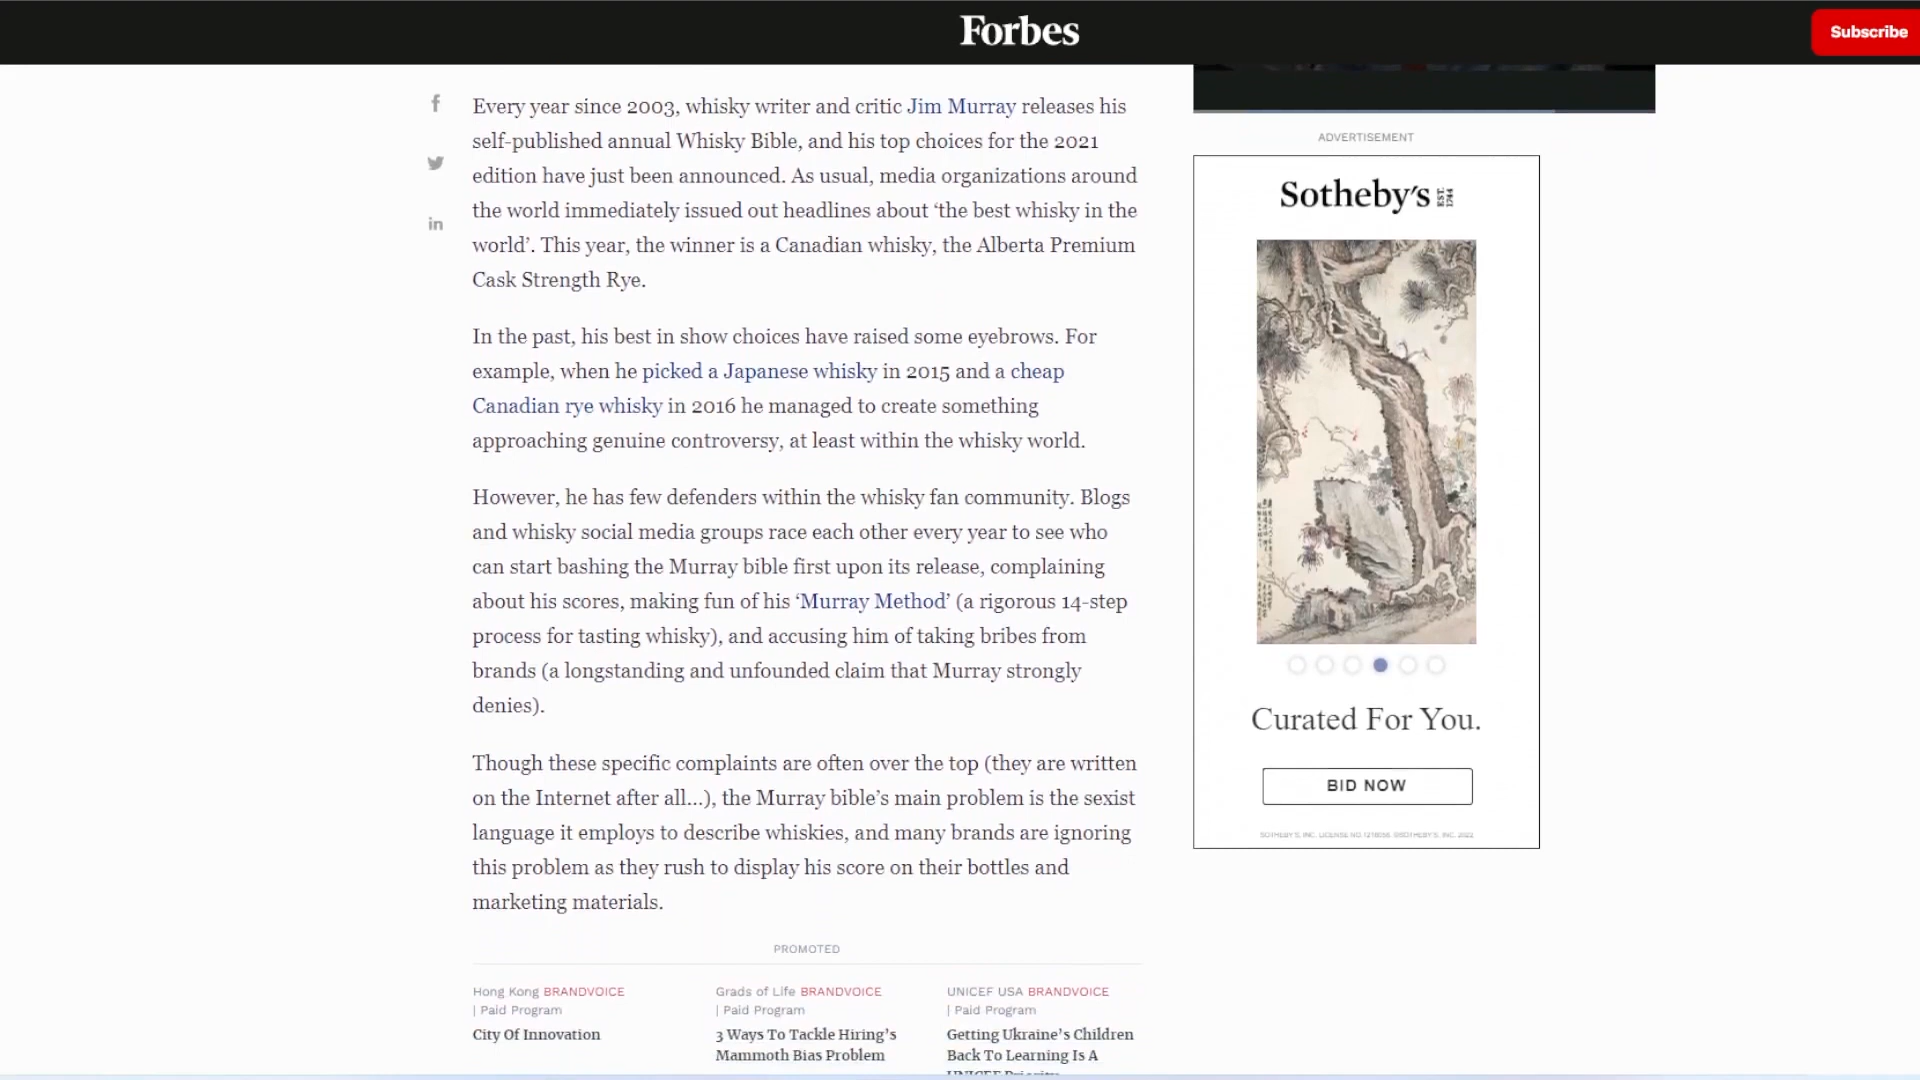 Forbes
Subscribe
Every year since 2003, whisky writer and critic Jim Murray releases his
self-published annual Whisky Bible, and his top choices for the 2021
edition have just been announced. As usual, media organizations around
the world immediately issued out headlines about ‘the best whisky in the
world’. This year, the winner is a Canadian whisky, the Alberta Premium
Cask Strength Rye.
In the past, his best in show choices have raised some eyebrows. For
example, when he picked a Japanese whisky in 2015 and a cheap
Canadian rye whisky in 2016 he managed to create something
approaching genuine controversy, at least within the whisky world.
However, he has few defenders within the whisky fan community. Blogs
and whisky social media groups race each other every year to see who
can start bashing the Murray bible first upon its release, complaining
about his scores, making fun of his ‘Murray Method’ (a rigorous 14-step
process for tasting whisky), and accusing him of taking bribes from
brands (a longstanding and unfounded claim that Murray strongly
denies).
Though these specific complaints are often over the top (they are written
on the Internet after all...), the Murray bible’s main problem is the sexist
language it employs to describe whiskies, and many brands are ignoring
this problem as they rush to display his score on their bottles and
marketing materials.
PROMOTED
Hong Kong BRANDVOICE
| Paid Program
City Of Innovation
Grads of Life BRANDVOICE
| Paid Program
3 Ways To Tackle Hiring’s
Mammoth Bias Problem
UNICEF USA BRANDVOICE
| Paid Program
Getting Ukraine’s Children
Back To Learning Is A
UNICEF Priority
ADVERTISEMENT
Sotheby's EST. 1744
Curated For You.
BID NOW
SOTHEBY'S, INC. LICENSE NO. 1216058. ©SOTHEBY'S, INC. 2022